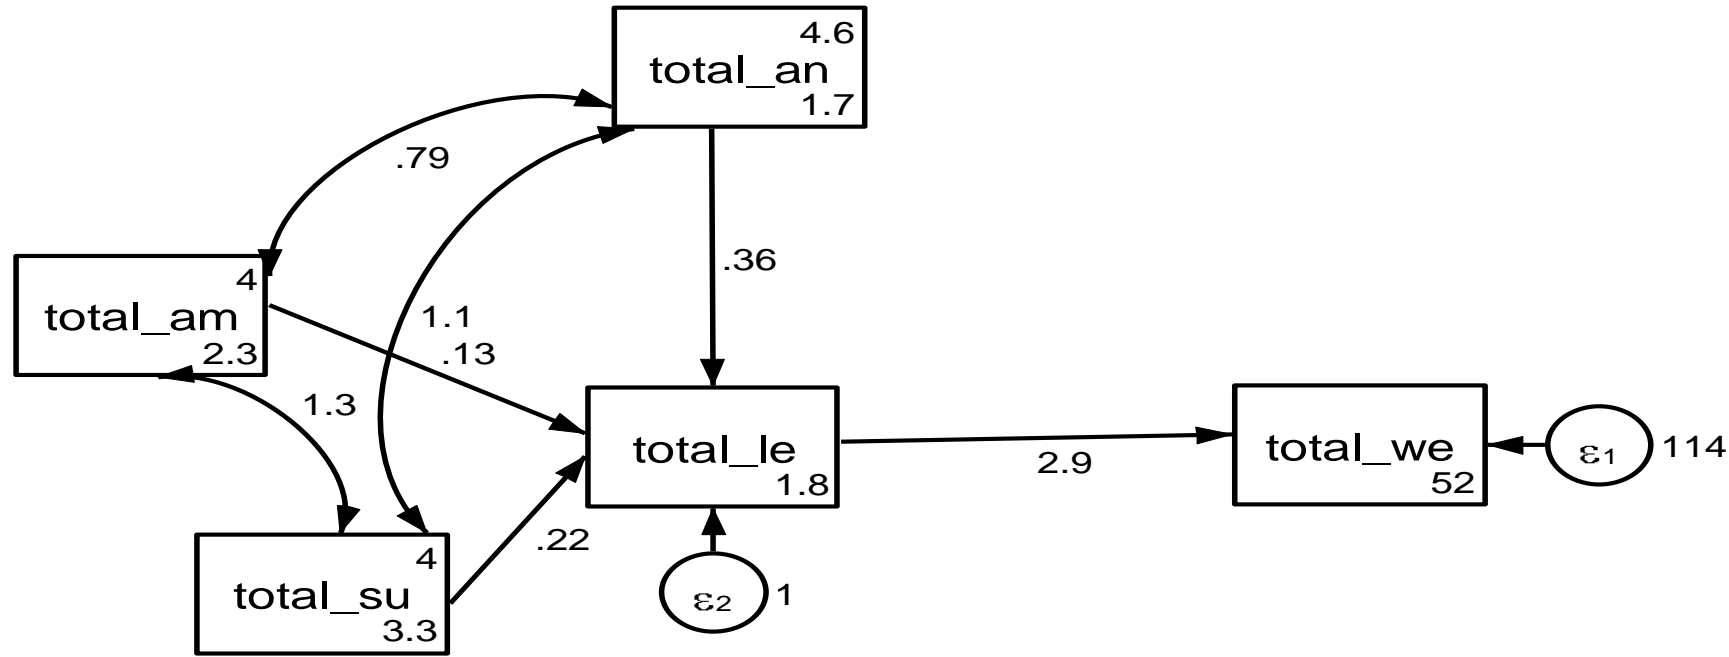 4.6
total_an
1.7
.79
.36
4
total_am
2.3
1.1
.13
1.3
total_le
1.8
2.9
total_we
52
ε1
114
.22
4
total_su
3.3
ε2
1